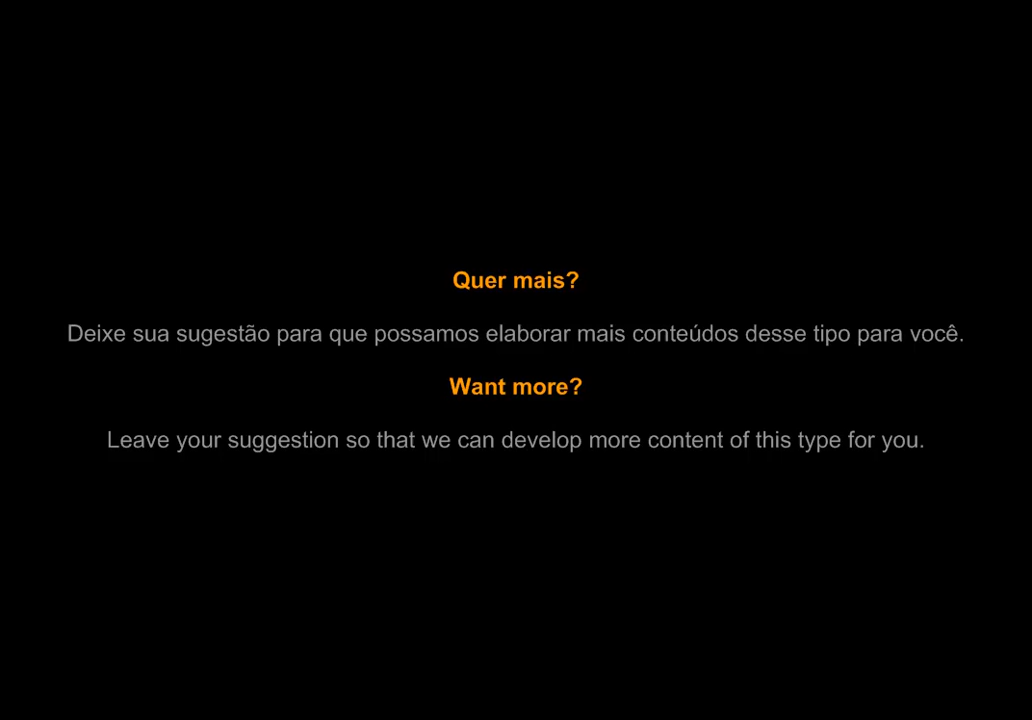 Quer mais?
Deixe sua sugestão para que possamos elaborar mais conteúdos desse tipo para você.
Want more?
Leave your suggestion so that we can develop more content of this type for you.